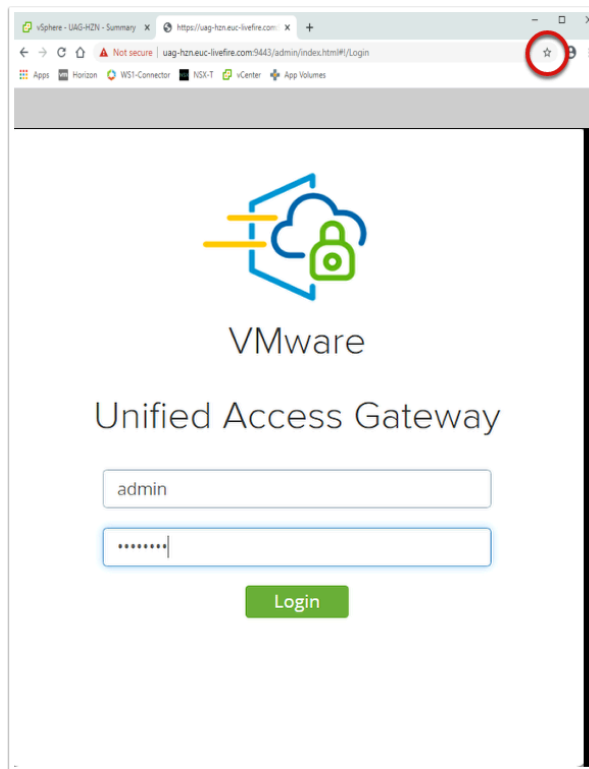 vSphere - UAG-HZN - Summary
https://uag-hzn.euc-livefire.com:
Not secure | uag-hzn.euc-livefire.com:9443/admin/index.html#!/Login
Apps vm Horizon WS1-Connector NSX-T vCenter App Volumes
VMware
Unified Access Gateway
admin
••••••••
Login